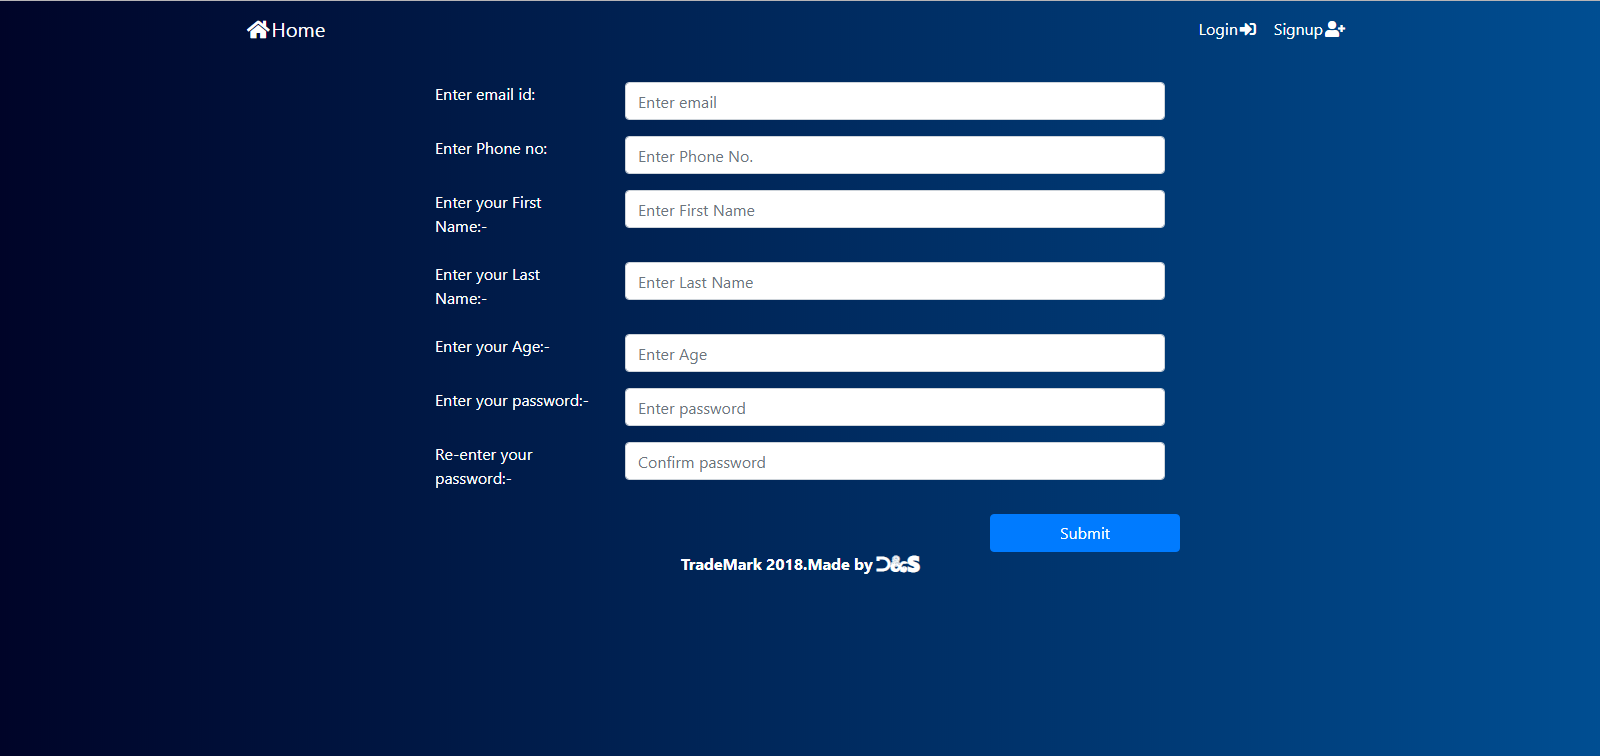 Home
Login Signup
Enter email id:
Enter email
Enter Phone no:
Enter Phone No.
Enter your First
Name:-
Enter First Name
Enter your Last
Name:-
Enter Last Name
Enter your Age:-
Enter Age
Enter your password:-
Enter password
Re-enter your
password:-
Confirm password
Submit
TradeMark 2018.Made by D&S